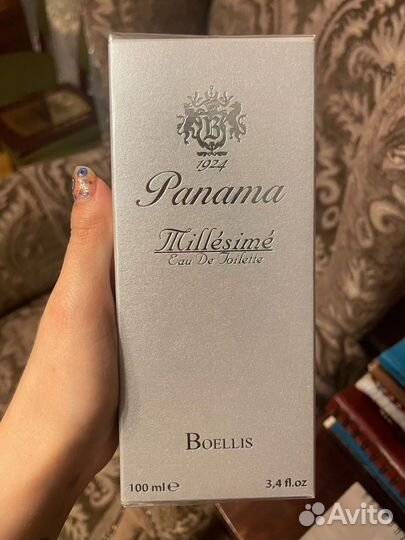 B
1924
Panama
Millésimé
Eau De Toilette
BOELLIS
100 ml ℮ 3,4 fl.oz
Avito